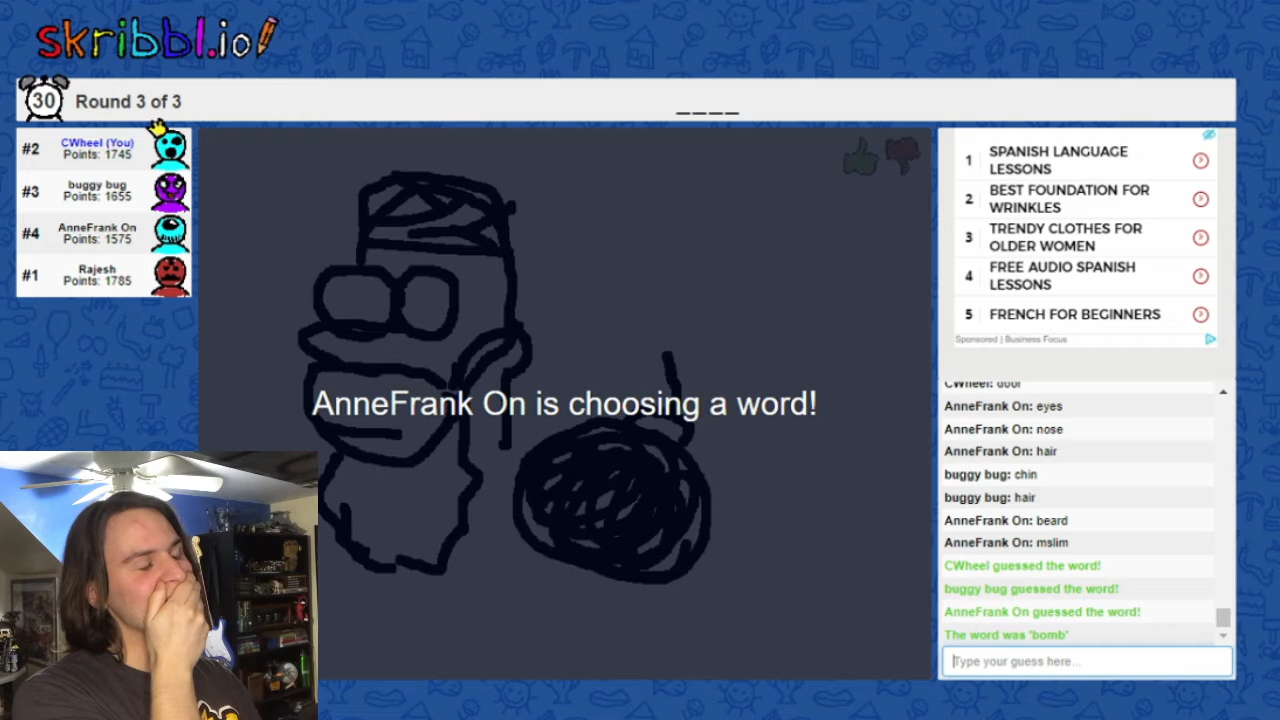 skribbl.io
30
Round 3 of 3
____
#2
CWheel (You)
Points: 1745
#3
buggy bug
Points: 1655
#4
AnneFrank On
Points: 1575
#1
Rajesh
Points: 1785
AnneFrank On is choosing a word!
1 SPANISH LANGUAGE
LESSONS
2 BEST FOUNDATION FOR
WRINKLES
3 TRENDY CLOTHES FOR
OLDER WOMEN
4 FREE AUDIO SPANISH
LESSONS
5 FRENCH FOR BEGINNERS
Sponsored | Business Focus
CWheel: door
AnneFrank On: eyes
AnneFrank On: nose
AnneFrank On: hair
buggy bug: chin
buggy bug: hair
AnneFrank On: beard
AnneFrank On: mslim
CWheel guessed the word!
buggy bug guessed the word!
AnneFrank On guessed the word!
The word was 'bomb'
Type your guess here...